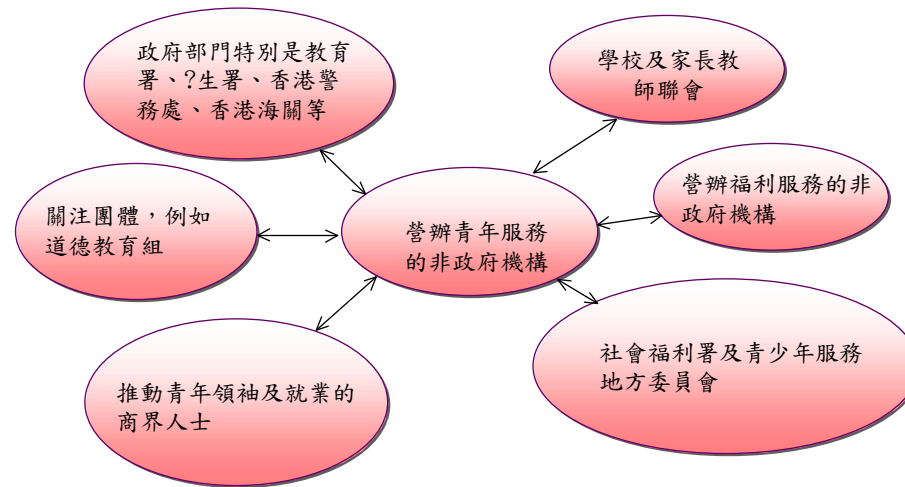 政府部門特別是教育
署、?生署、香港警
務處、香港海關等
學校及家長教
師聯會
關注團體，例如
道德教育組
營辦青年服務
的非政府機構
營辦福利服務的非
政府機構
推動青年領袖及就業的
商界人士
社會福利署及青少年服務
地方委員會